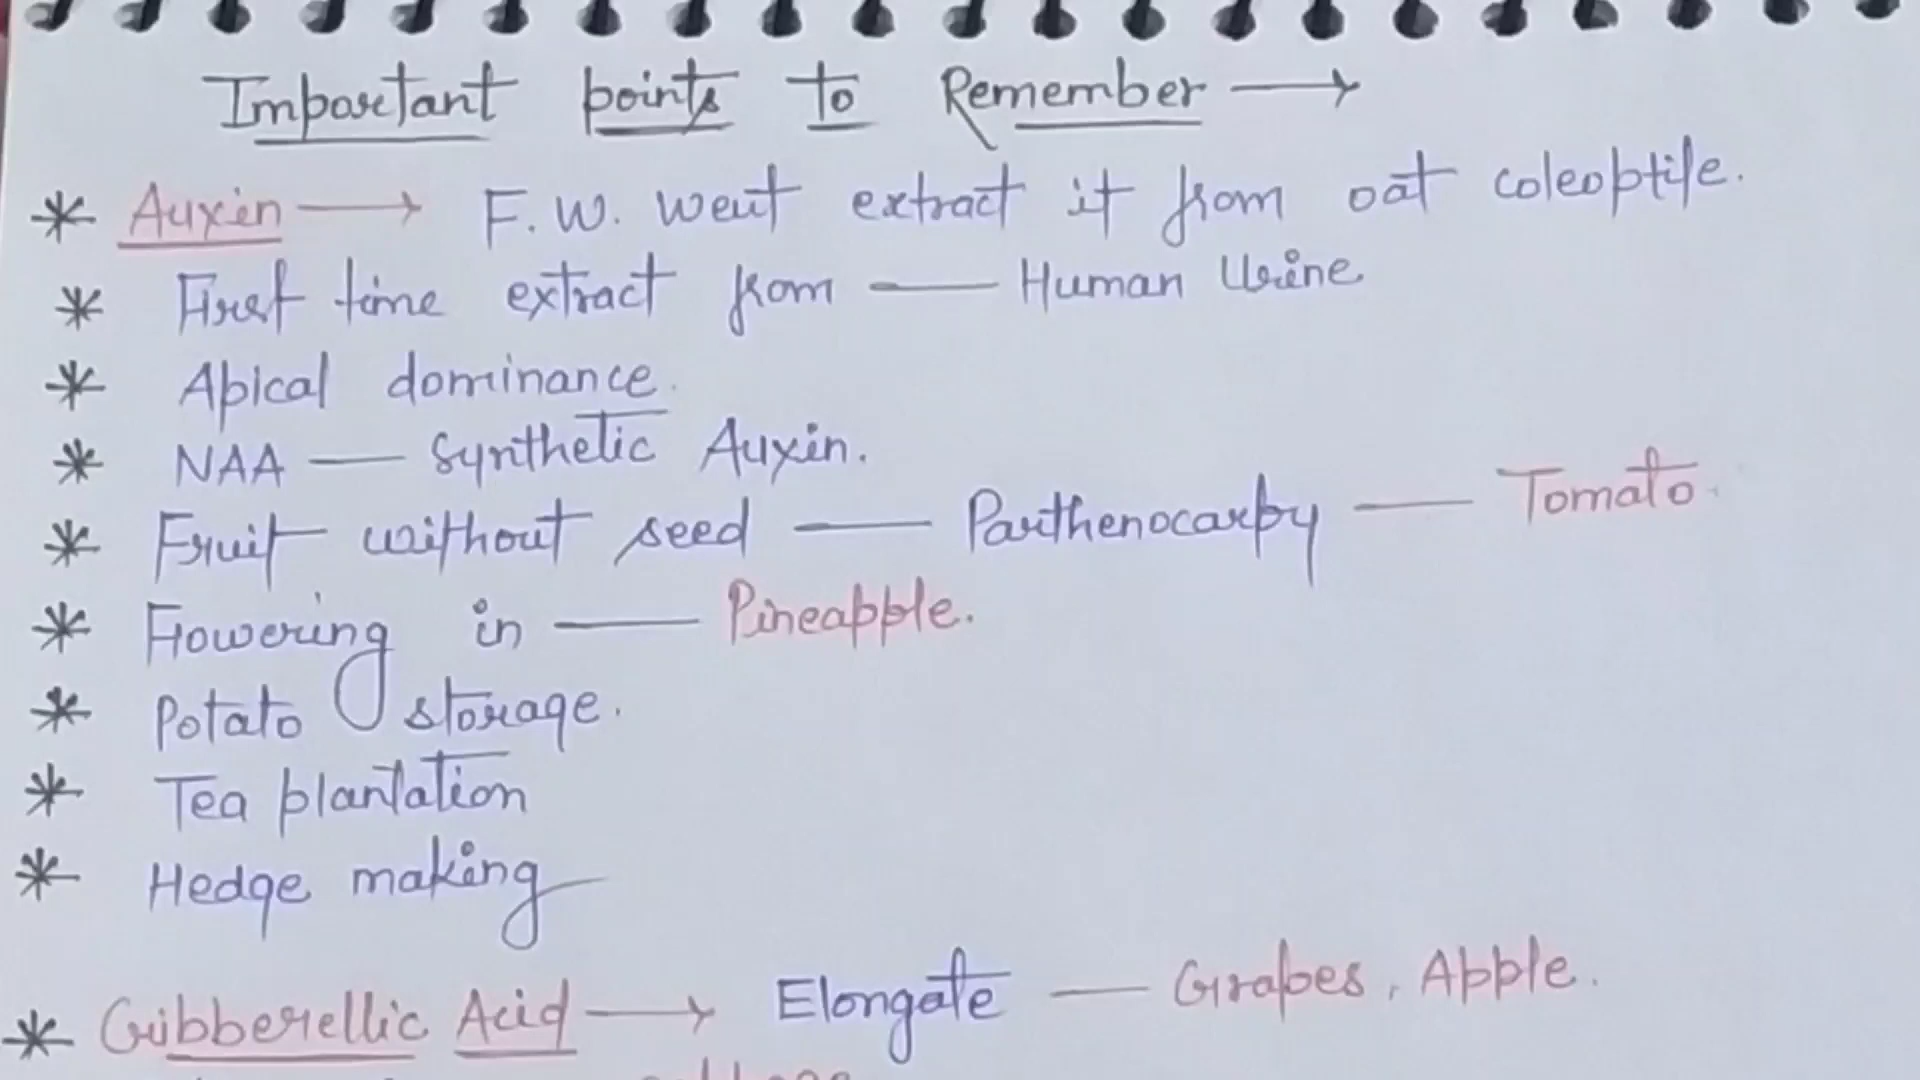 Important points to Remember →
* Auxin → F.W. went extract it from oat coleoptile.
* First time extract from — Human Urine
* Apical dominance.
* NAA — Synthetic Auxin.
* Fruit without seed — Parthenocarpy — Tomato.
* Flowering in — Pineapple.
* Potato storage.
* Tea plantation
* Hedge making
* Gibberellic Acid → Elongate — Grapes, Apple.